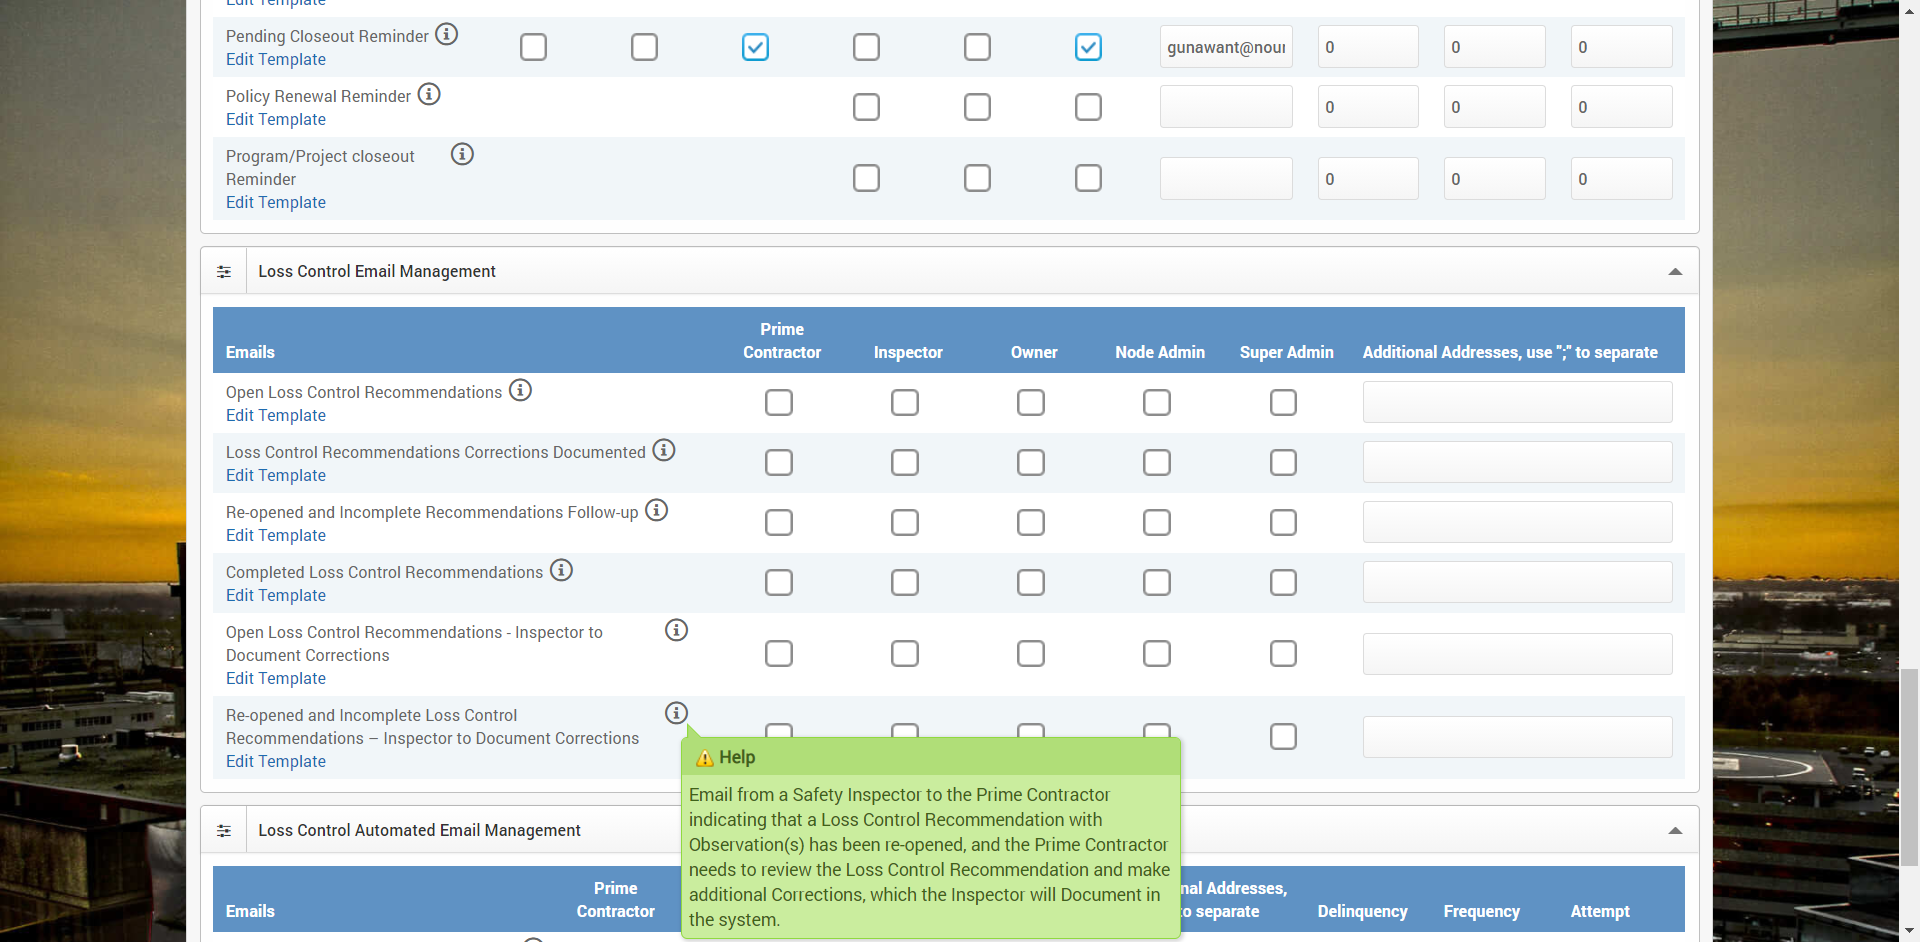 Edit Template
Pending Closeout Reminder
Edit Template
gunawant@nou
0
0
0
Policy Renewal Reminder
Edit Template
0
0
0
Program/Project closeout
Reminder
Edit Template
0
0
0
Loss Control Email Management
Emails
Prime
Contractor
Inspector
Owner
Node Admin
Super Admin
Additional Addresses, use ";" to separate
Open Loss Control Recommendations
Edit Template
Loss Control Recommendations Corrections Documented
Edit Template
Re-opened and Incomplete Recommendations Follow-up
Edit Template
Completed Loss Control Recommendations
Edit Template
Open Loss Control Recommendations - Inspector to
Document Corrections
Edit Template
Re-opened and Incomplete Loss Control
Recommendations – Inspector to Document Corrections
Edit Template
Help
Email from a Safety Inspector to the Prime Contractor
indicating that a Loss Control Recommendation with
Observation(s) has been re-opened, and the Prime Contractor
needs to review the Loss Control Recommendation and make
additional Corrections, which the Inspector will Document in
the system.
Loss Control Automated Email Management
Emails
Prime
Contractor
nal Addresses,
to separate
Delinquency
Frequency
Attempt